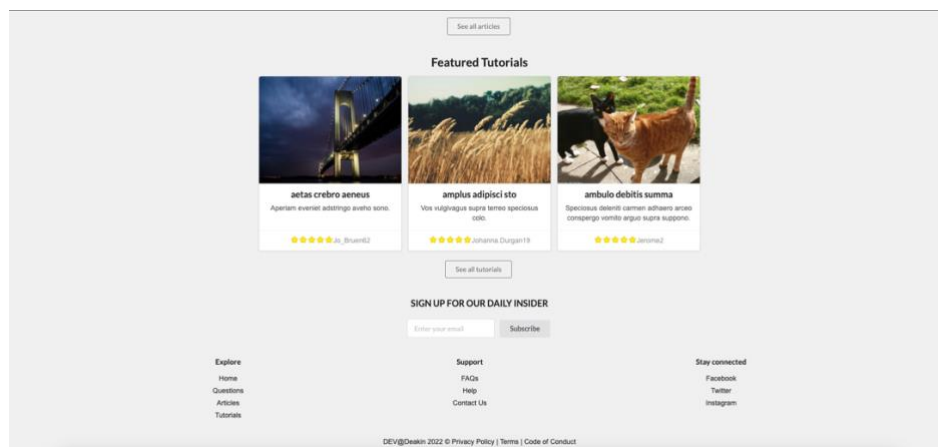 See all articles
Featured Tutorials
aetas crebro aeneus
Aperiam eveniet adstringo aveho sono.
Jo_Bruen62
amplus adipisci sto
Vox vulgivagus supra terreo speciosus
colo.
Johanna.Durgan19
ambulo debitis summa
Speciosus deleniti carmen adhaero arceo
conspergo vomito arguo supra suppono.
Jerome2
See all tutorials
SIGN UP FOR OUR DAILY INSIDER
Enter your email
Subscribe
Explore
Home
Questions
Articles
Tutorials
Support
FAQs
Help
Contact Us
Stay connected
Facebook
Twitter
Instagram
DEV@Deakin 2022 © Privacy Policy | Terms | Code of Conduct